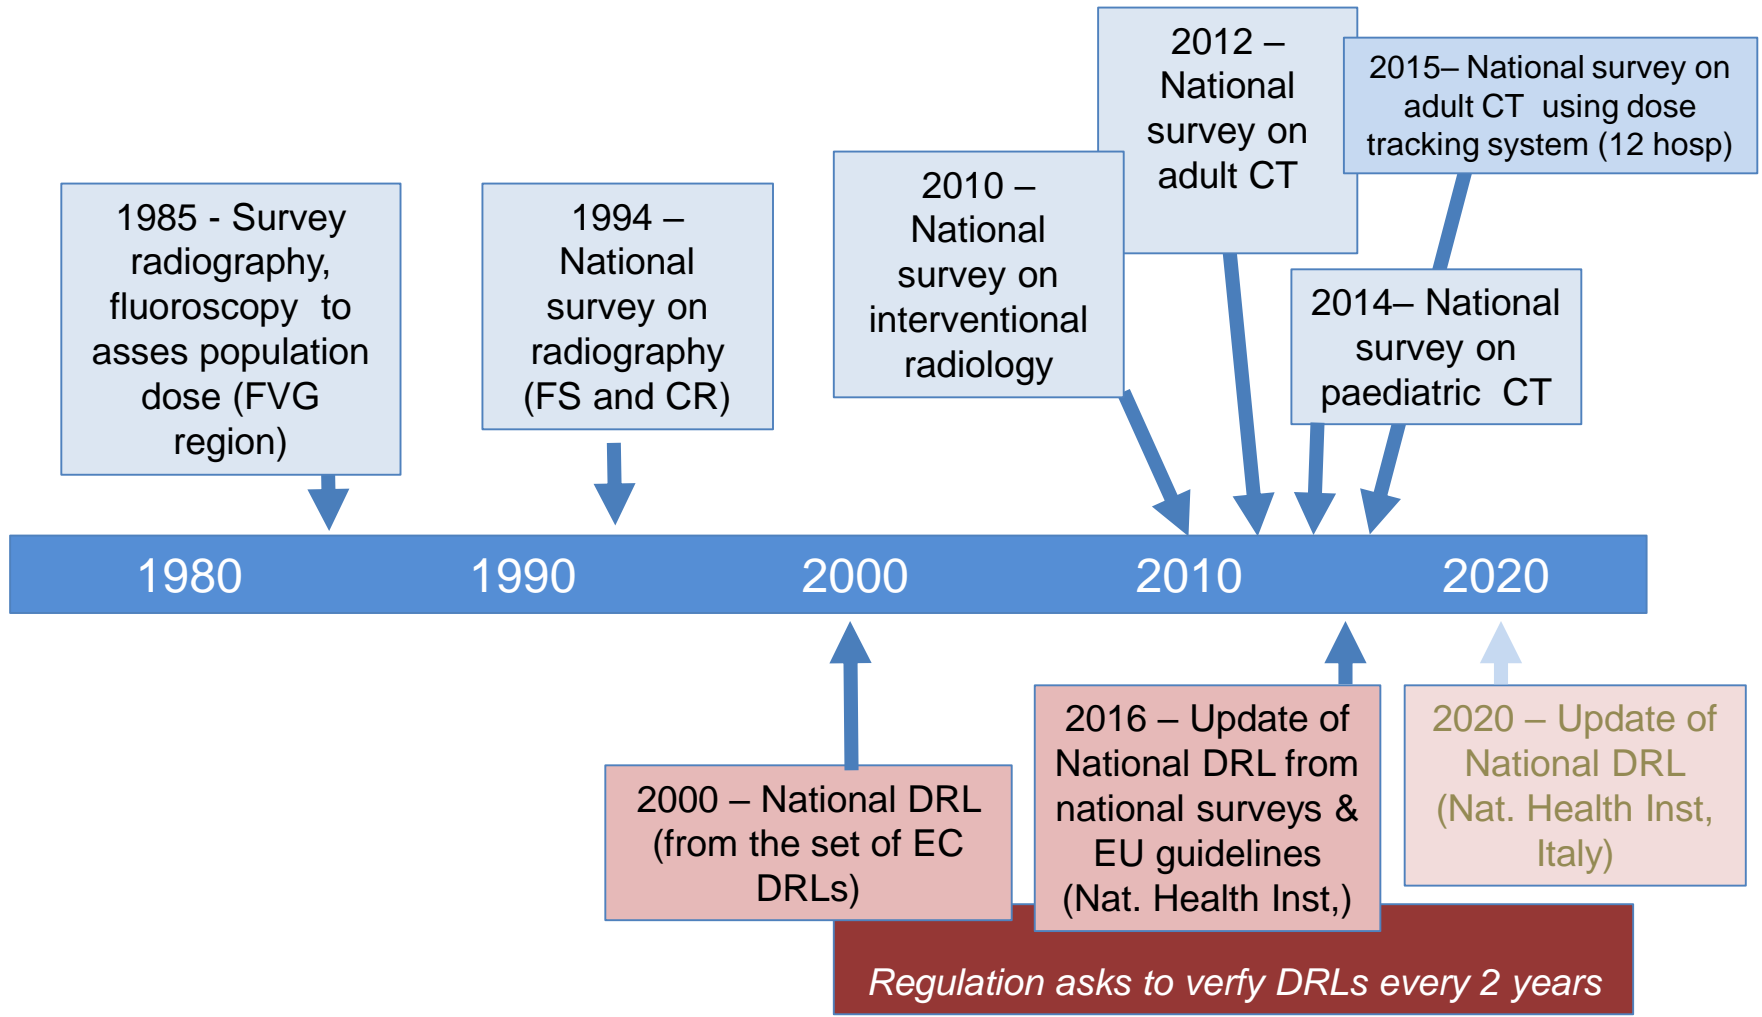 1985 - Survey
radiography,
fluoroscopy to
asses population
dose (FVG
region)
1994 –
National
survey on
radiography
(FS and CR)
2010 –
National
survey on
interventional
radiology
2012 –
National
survey on
adult CT
2015– National survey on
adult CT using dose
tracking system (12 hosp)
2014– National
survey on
paediatric CT
1980
1990
2000
2010
2020
2000 – National DRL
(from the set of EC
DRLs)
2016 – Update of
National DRL from
national surveys &
EU guidelines
(Nat. Health Inst,)
2020 – Update of
National DRL
(Nat. Health Inst,
Italy)
Regulation asks to verfy DRLs every 2 years